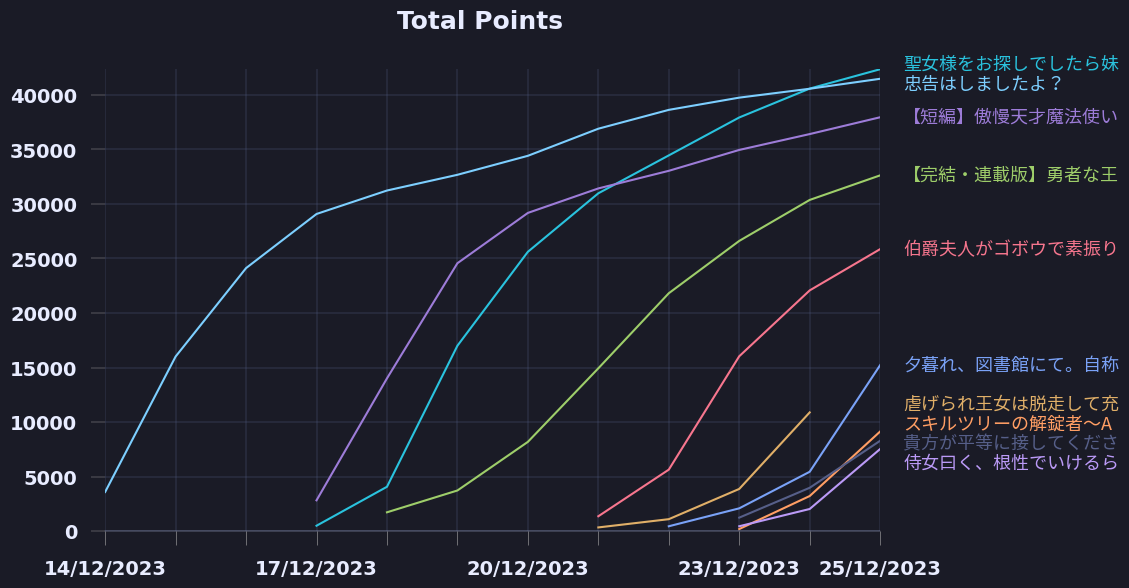 Total Points
40000
35000
30000
25000
20000
15000
10000
5000
0
14/12/2023 17/12/2023 20/12/2023 23/12/2023 25/12/2023
聖女様をお探しでしたら妹
忠告はしましたよ？
【短編】傲慢天才魔法使い
【完結・連載版】勇者な王
伯爵夫人がゴボウで素振り
夕暮れ、図書館にて。自称
虐げられ王女は脱走して充
スキルツリーの解錠者～A
貴方が平等に接してくださ
侍女曰く、根性でいけるら